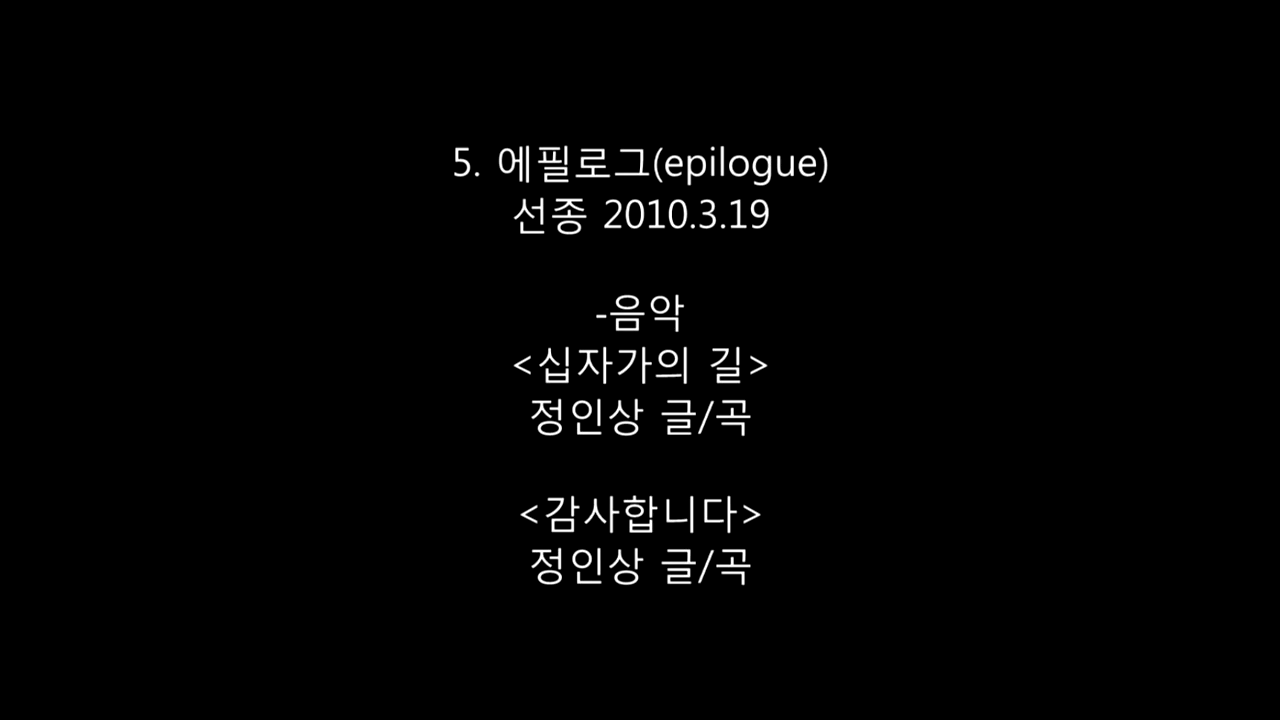 5. 에필로그(epilogue)
선종 2010.3.19
-음악
<십자가의 길>
정인상 글/곡
<감사합니다>
정인상 글/곡